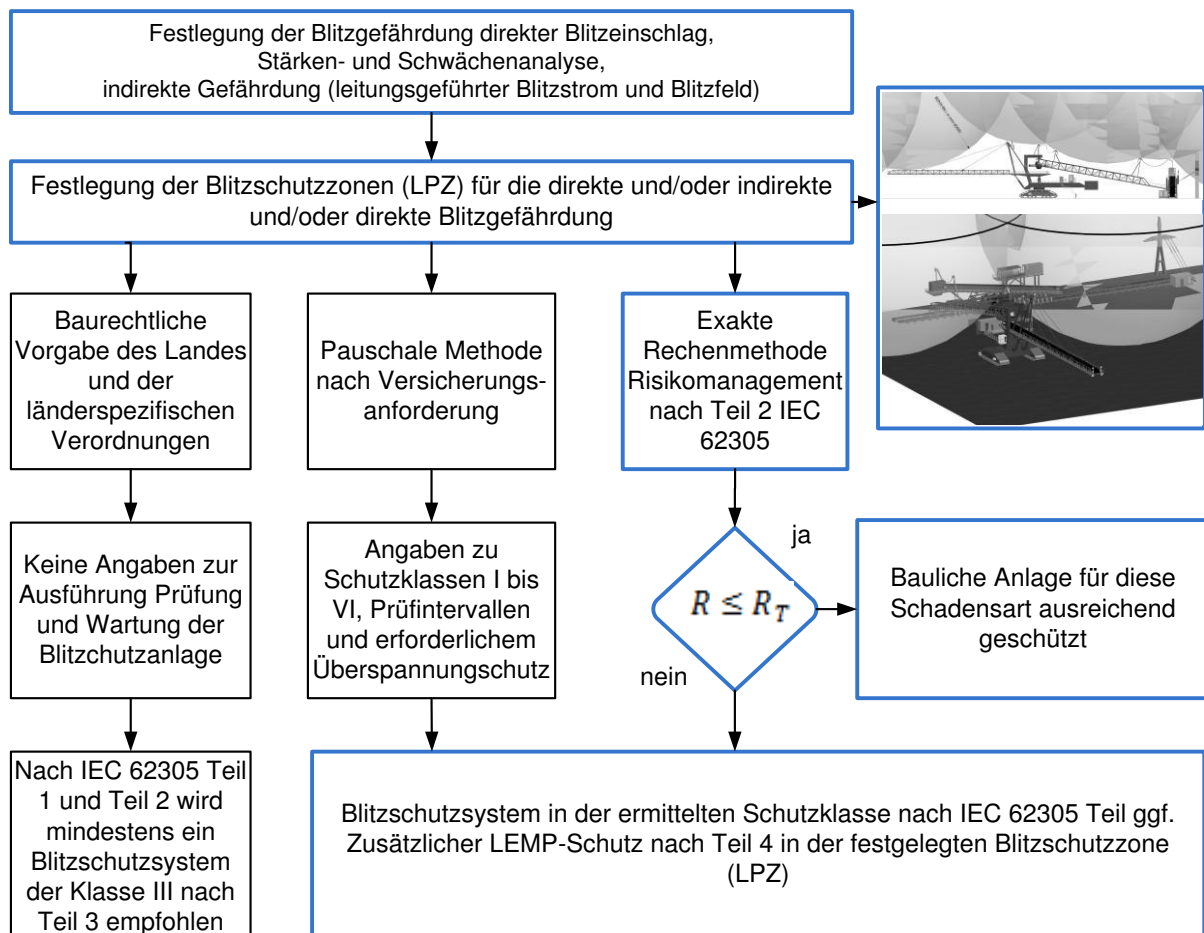 Festlegung der Blitzgefährdung direkter Blitzeinschlag,
Stärken- und Schwächenanalyse,
indirekte Gefährdung (leitungsgeführter Blitzstrom und Blitzfeld)
Festlegung der Blitzschutzzonen (LPZ) für die direkte und/oder indirekte
und/oder direkte Blitzgefährdung
Baurechtliche
Vorgabe des Landes
und der
länderspezifischen
Verordnungen
Pauschale Methode
nach Versicherungs-
anforderung
Exakte
Rechenmethode
Risikomanagement
nach Teil 2 IEC
62305
Keine Angaben zur
Ausführung Prüfung
und Wartung der
Blitzchutzanlage
Angaben zu
Schutzklassen I bis
VI, Prüfintervallen
und erforderlichem
Überspannungschutz
R ≤ R_T
ja
nein
Bauliche Anlage für diese
Schadensart ausreichend
geschützt
Nach IEC 62305 Teil
1 und Teil 2 wird
mindestens ein
Blitzschutzsystem
der Klasse III nach
Teil 3 empfohlen
Blitzschutzsystem in der ermittelten Schutzklasse nach IEC 62305 Teil ggf.
Zusätzlicher LEMP-Schutz nach Teil 4 in der festgelegten Blitzschutzzone
(LPZ)